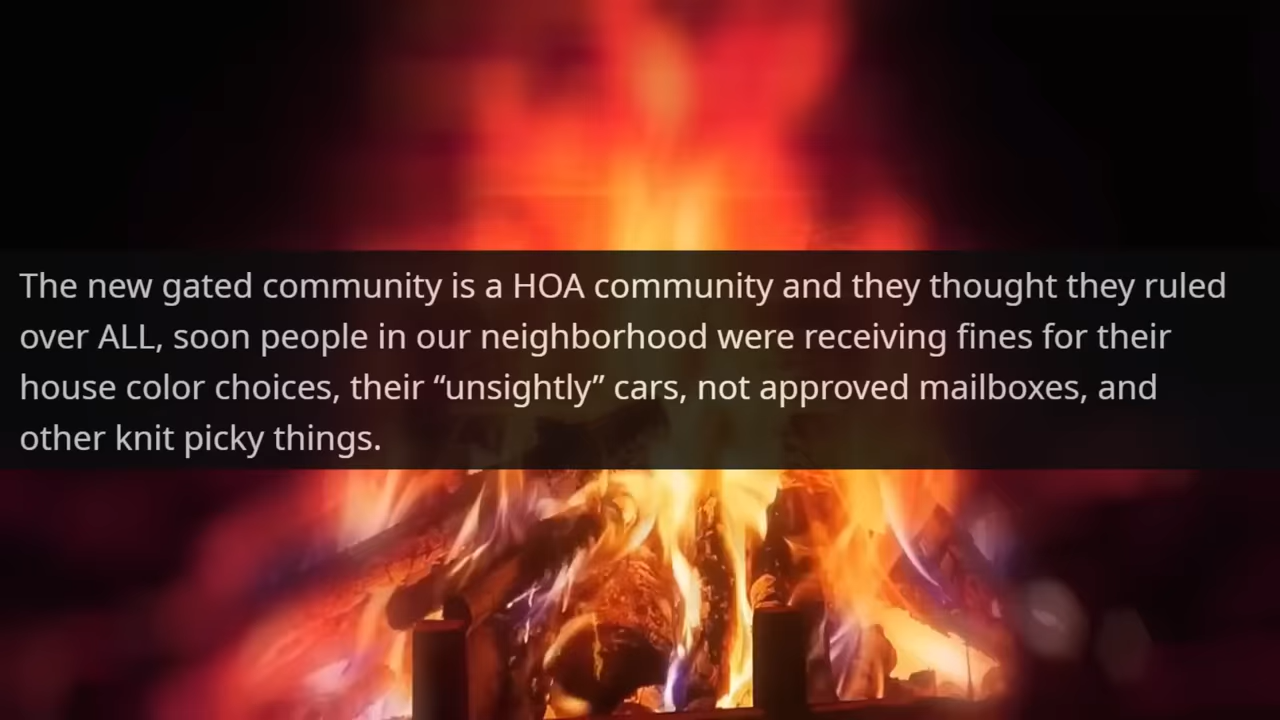 The new gated community is a HOA community and they thought they ruled
over ALL, soon people in our neighborhood were receiving fines for their
house color choices, their “unsightly” cars, not approved mailboxes, and
other knit picky things.